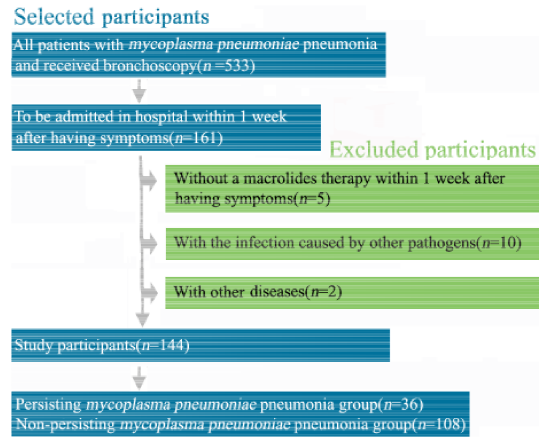 Selected participants
All patients with mycoplasma pneumoniae pneumonia
and received bronchoscopy(n =533)
To be admitted in hospital within 1 week
after having symptoms(n=161)
Excluded participants
Without a macrolides therapy within 1 week after
having symptoms(n=5)
With the infection caused by other pathogens(n=10)
With other diseases(n=2)
Study participants(n=144)
Persisting mycoplasma pneumoniae pneumonia group(n=36)
Non-persisting mycoplasma pneumoniae pneumonia group(n=108)